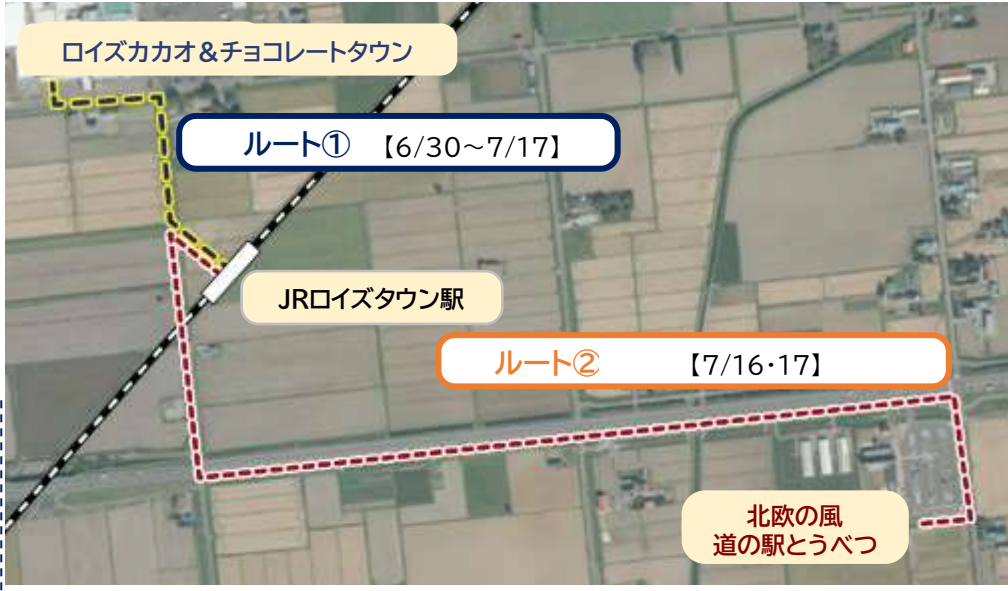 ロイズカカオ&チョコレートタウン
ルート① 【6/30~7/17】
JRロイズタウン駅
ルート② 【7/16・17】
北欧の風
道の駅とうべつ